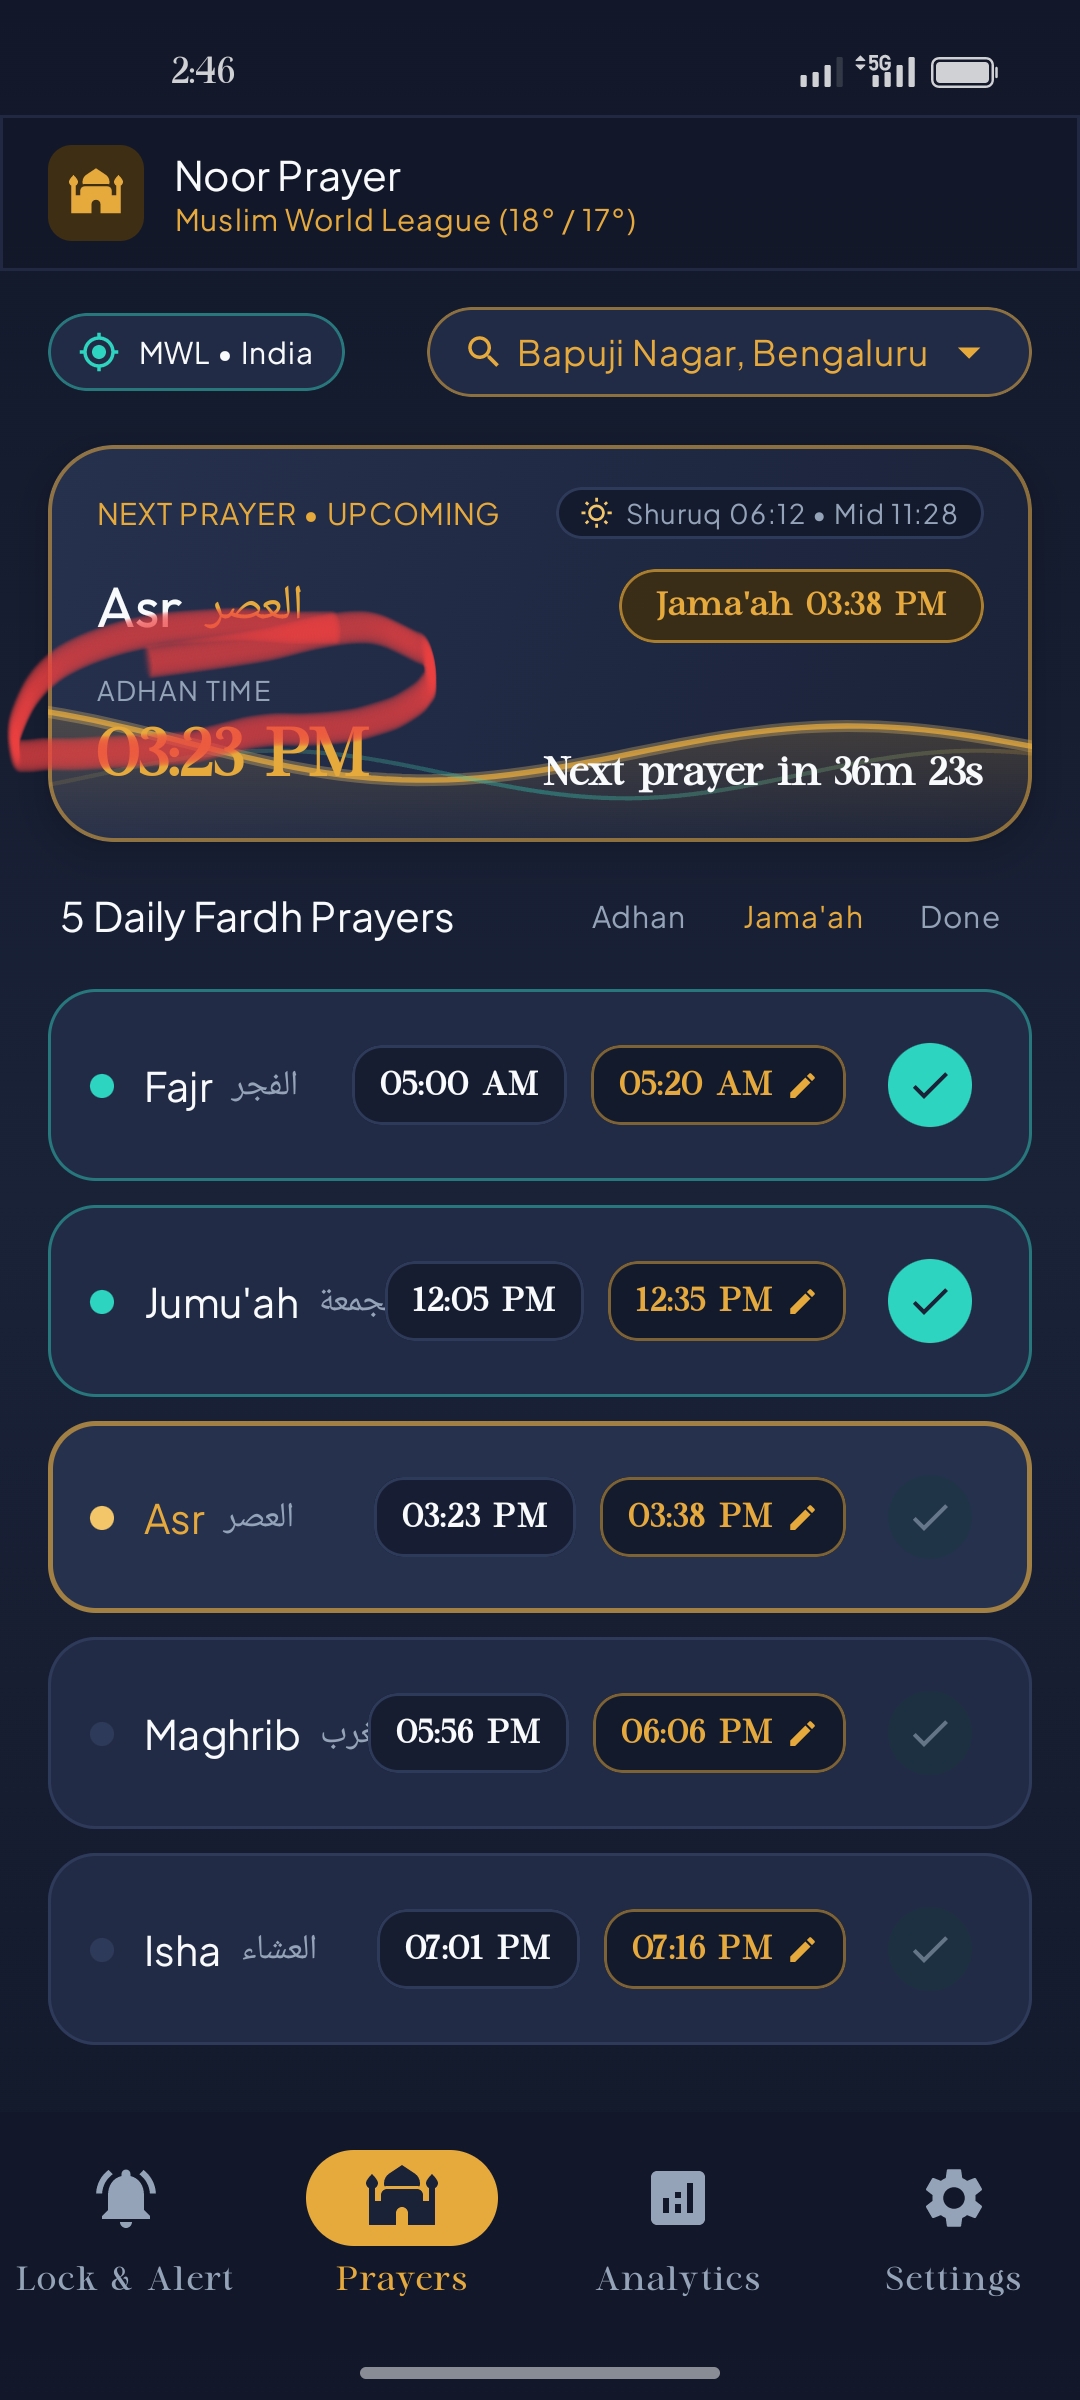 2:46
5G
Noor Prayer
Muslim World League (18° / 17°)
MWL • India
Bapuji Nagar, Bengaluru
NEXT PRAYER • UPCOMING
Shuruq 06:12 • Mid 11:28
Asr العصر
Jama'ah 03:38 PM
ADHAN TIME
03:23 PM
Next prayer in 36m 23s
5 Daily Fardh Prayers Adhan Jama'ah Done
Fajr الفجر 05:00 AM 05:20 AM
Jumu'ah 12:05 PM 12:35 PM
Asr العصر 03:23 PM 03:38 PM
Maghrib 05:56 PM 06:06 PM
Isha العشاء 07:01 PM 07:16 PM
Lock & Alert Prayers Analytics Settings